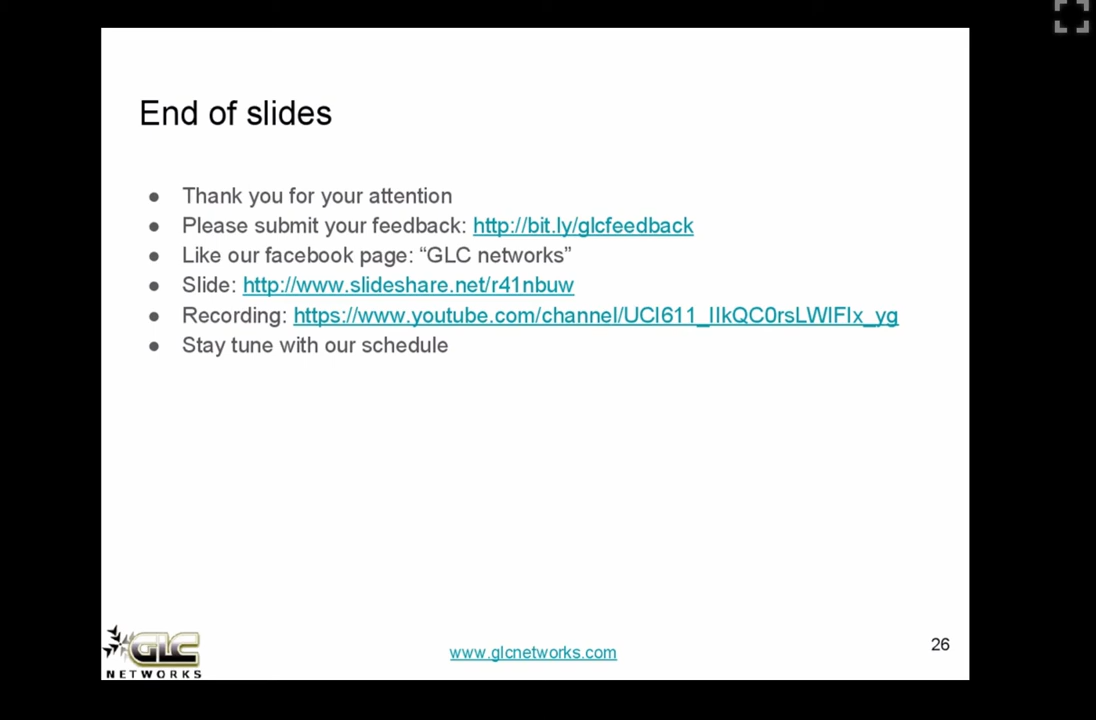 End of slides
● Thank you for your attention
● Please submit your feedback: http://bit.ly/glcfeedback
● Like our facebook page: “GLC networks”
● Slide: http://www.slideshare.net/r41nbuw
● Recording: https://www.youtube.com/channel/UCI611_IIkQC0rsLWIFIx_yg
● Stay tune with our schedule
GLC
NETWORKS
www.glcnetworks.com
26